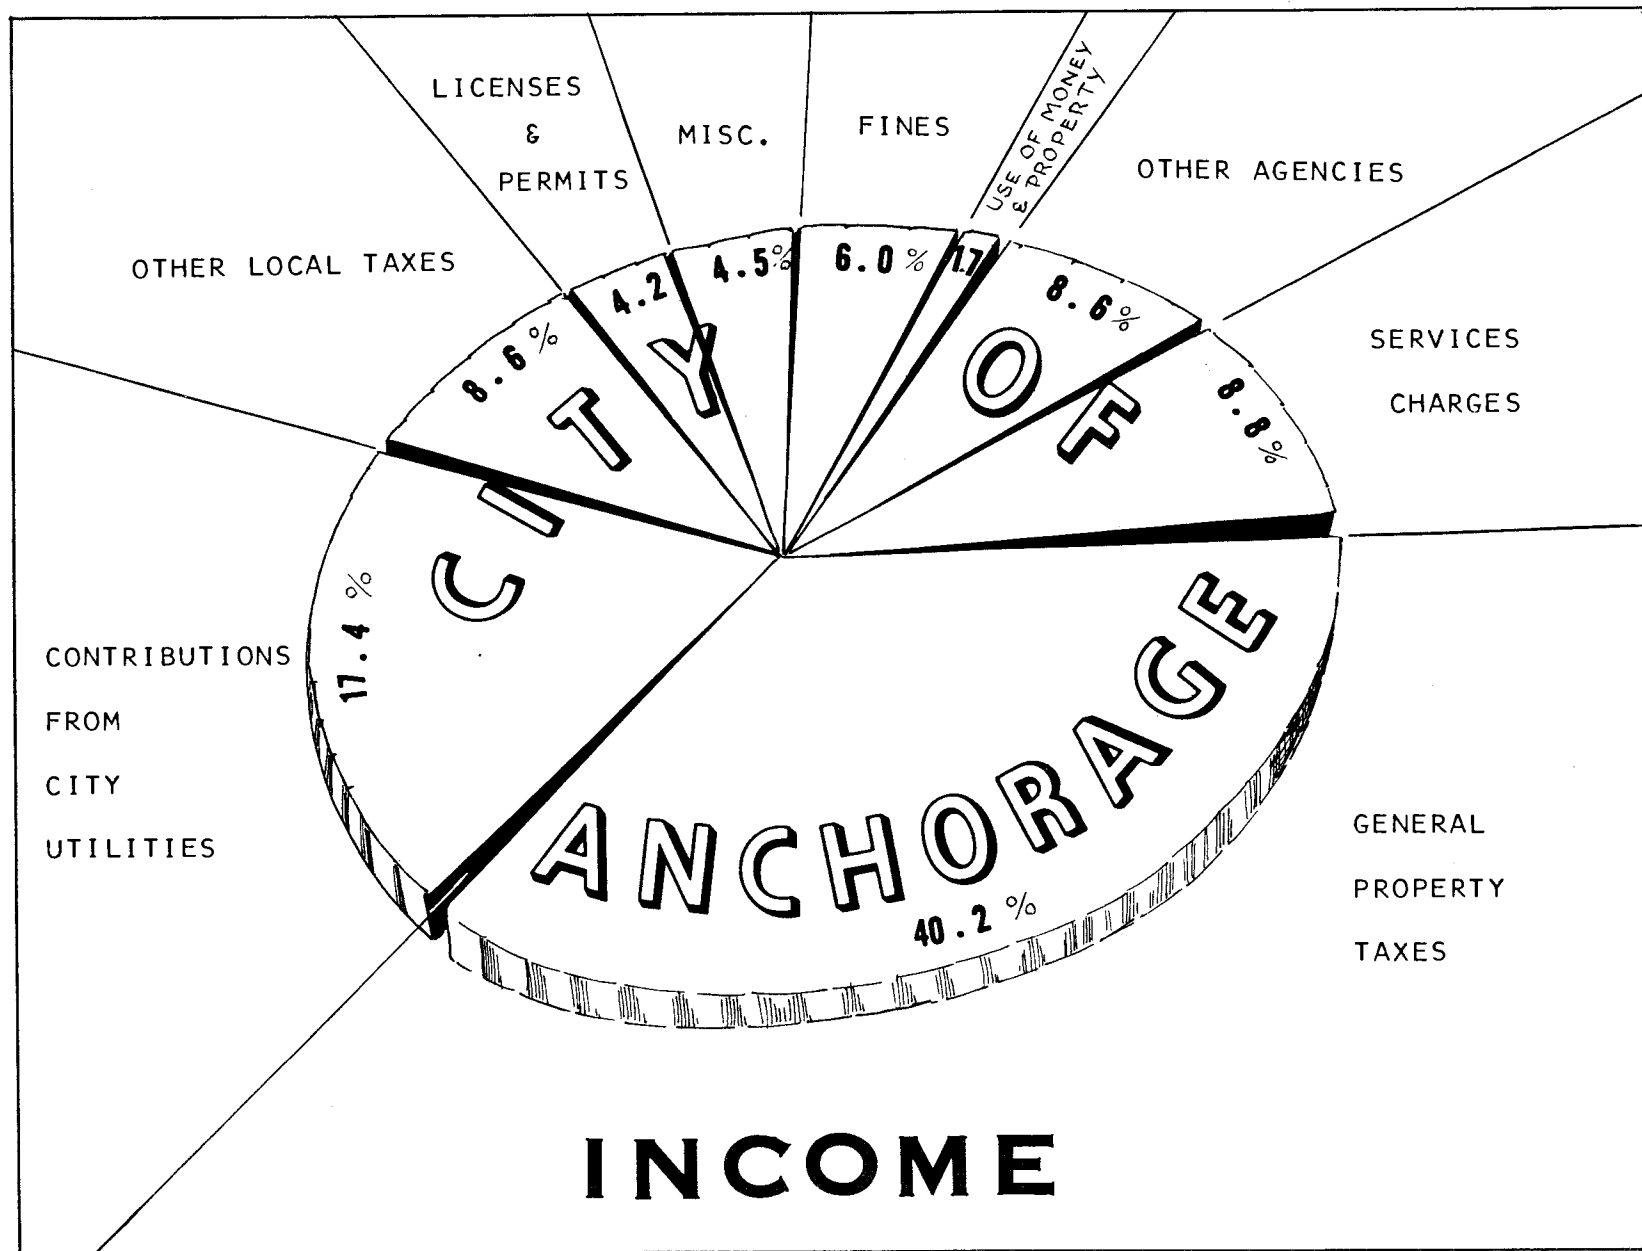 LICENSES
&
PERMITS
MISC.
FINES
USE OF MONEY
& PROPERTY
OTHER AGENCIES
OTHER LOCAL TAXES
SERVICES
CHARGES
CONTRIBUTIONS
FROM
CITY
UTILITIES
GENERAL
PROPERTY
TAXES
8.6%
4.2
4.5%
6.0%
1.7
8.6%
8.8%
17.4%
40.2%
CITY OF
ANCHORAGE
INCOME